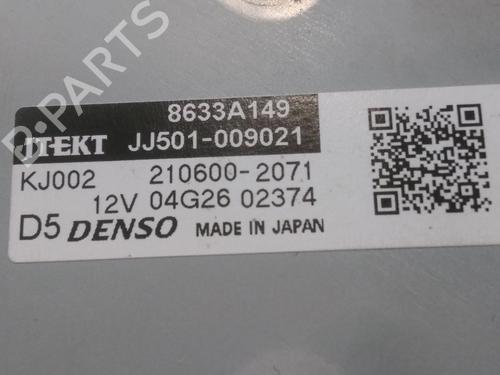 8633A149
JTEKT JJ501-009021
KJ002 210600-2071
12V 04G26 02374
D5 DENSO MADE IN JAPAN
B-PARTS